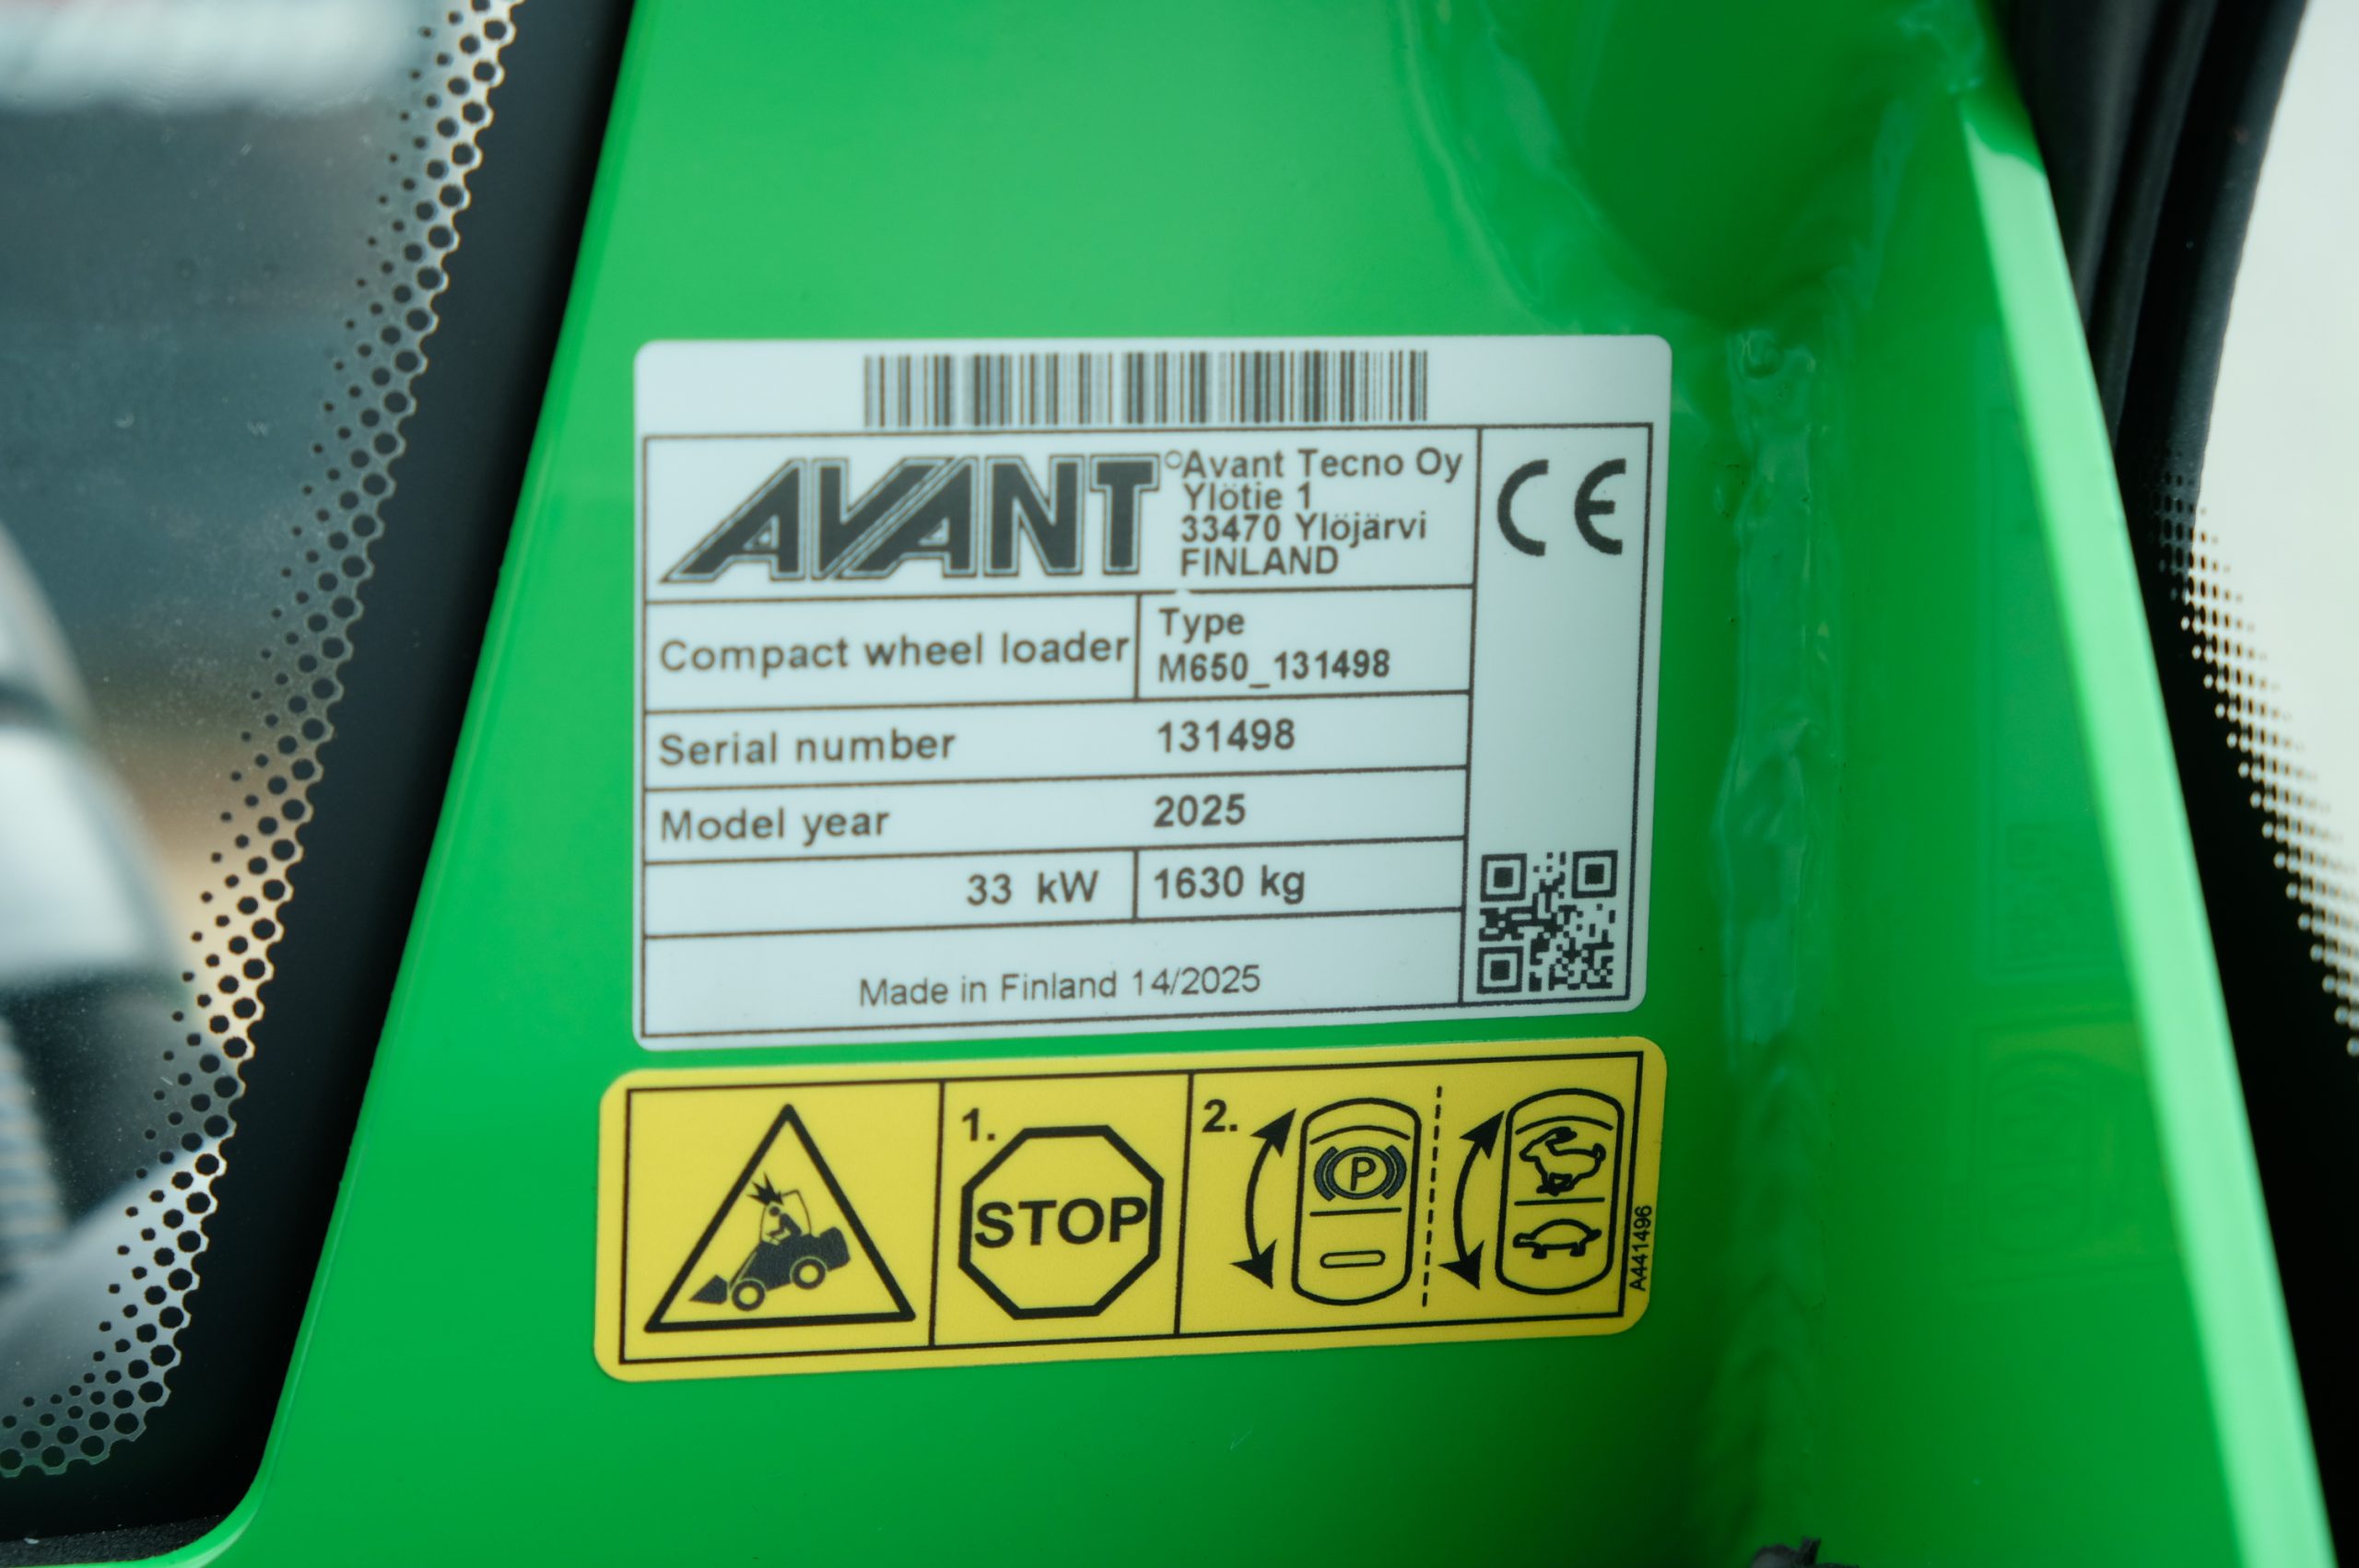 AVANT
Avant Tecno Oy
Ylötie 1
33470 Ylöjärvi
FINLAND
CE
Compact wheel loader
Type
M650_131498
Serial number 131498
Model year 2025
33 kW 1630 kg
Made in Finland 14/2025
1.
STOP
2.
P
A441496